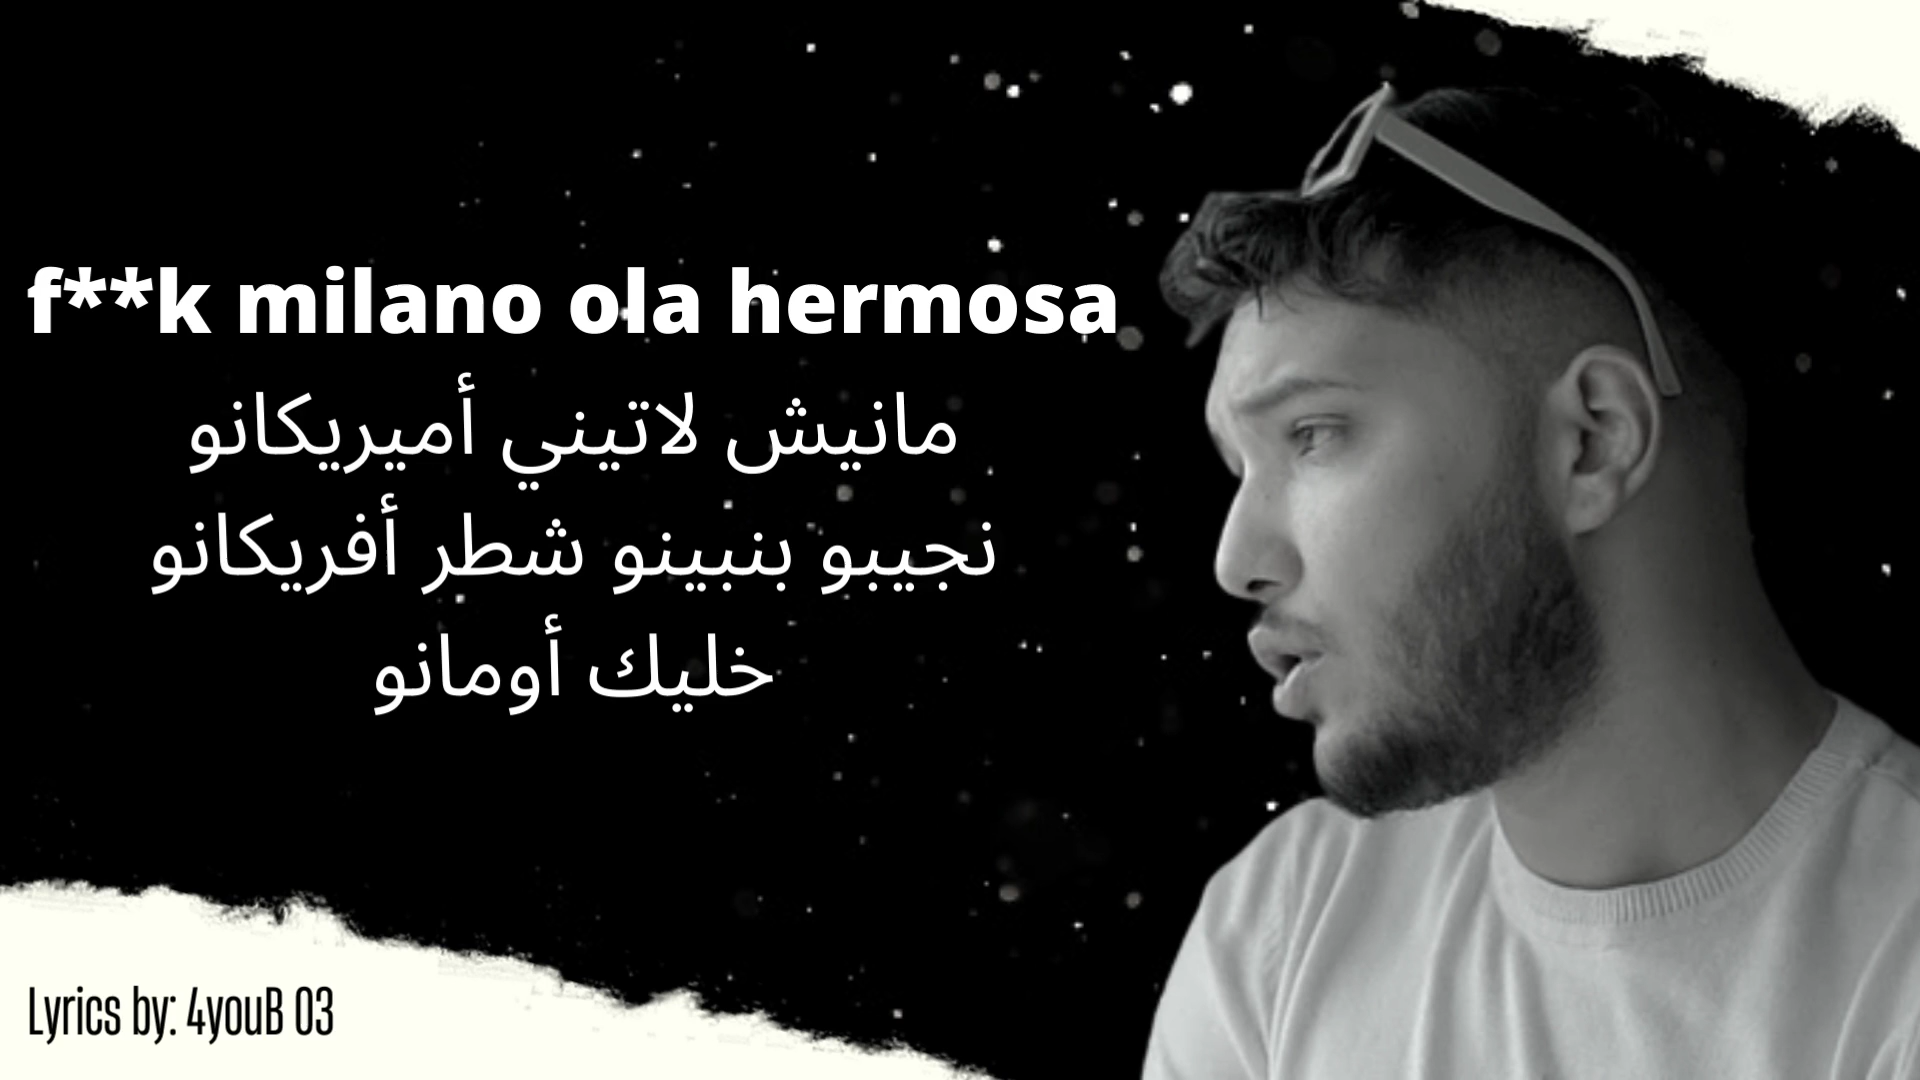 f**k milano ola hermosa
مانيش لاتيني أميريكانو
نجيبو بنبينو شطر أفريكانو
خليك أومانو
Lyrics by: 4youB 03